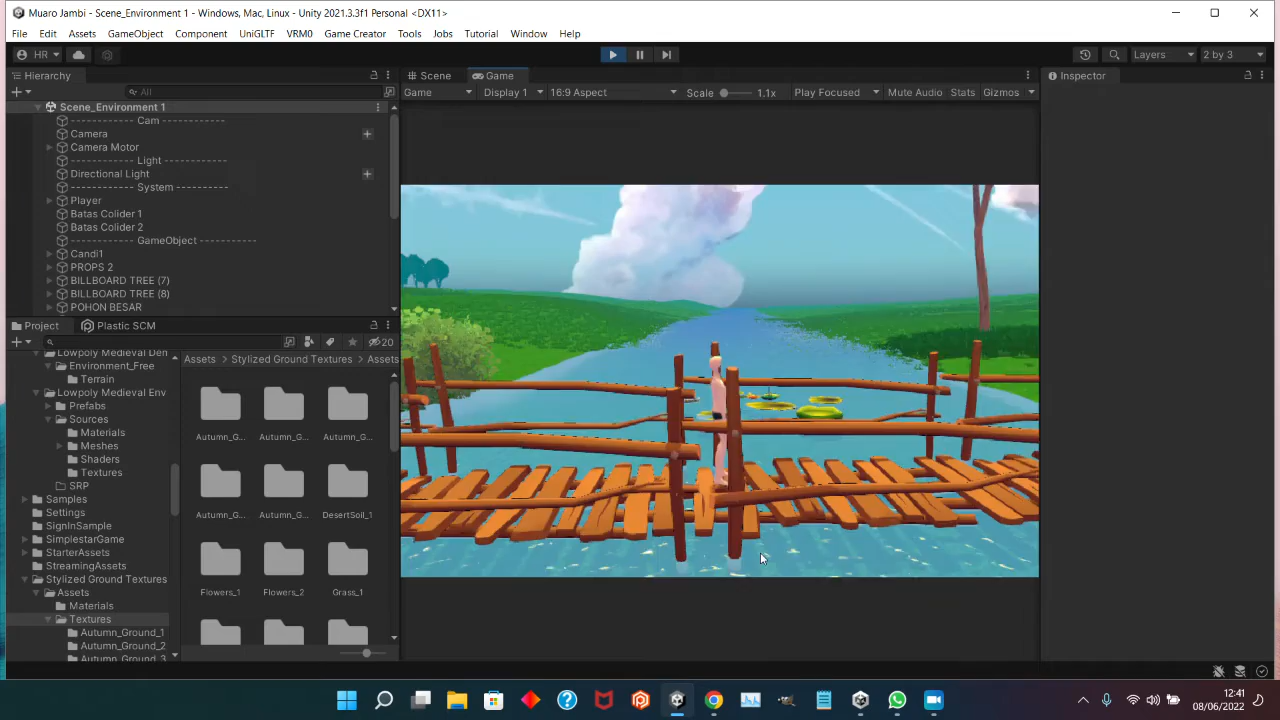 Muaro Jambi - Scene_Environment 1 - Windows, Mac, Linux - Unity 2021.3.3f1 Personal <DX11>
File Edit Assets GameObject Component UniGLTF VRM0 Game Creator Tools Jobs Tutorial Window Help
HR Layers 2 by 3
Hierarchy
All
Scene_Environment 1
------------ Cam ------------
Camera
Camera Motor
------------ Light ------------
Directional Light
------------ System ------------
Player
Batas Colider 1
Batas Colider 2
------------ GameObject ------------
Candi1
PROPS 2
BILLBOARD TREE (7)
BILLBOARD TREE (8)
POHON BESAR
Project Plastic SCM
20
Environment_Free
Terrain
Lowpoly Medieval Env
Prefabs
Sources
Materials
Meshes
Shaders
Textures
SRP
Samples
Settings
SignInSample
SimplestarGame
StarterAssets
StreamingAssets
Stylized Ground Textures
Assets
Materials
Textures
Autumn_Ground_1
Autumn_Ground_2
Autumn_Ground_3
Assets Stylized Ground Textures Assets
Autumn_G... Autumn_G... Autumn_G...
Autumn_G... Autumn_G... DesertSoil_1
Flowers_1 Flowers_2 Grass_1
Scene Game
Game Display 1 16:9 Aspect Scale 1.1x Play Focused Mute Audio Stats Gizmos
Inspector
12:41
08/06/2022